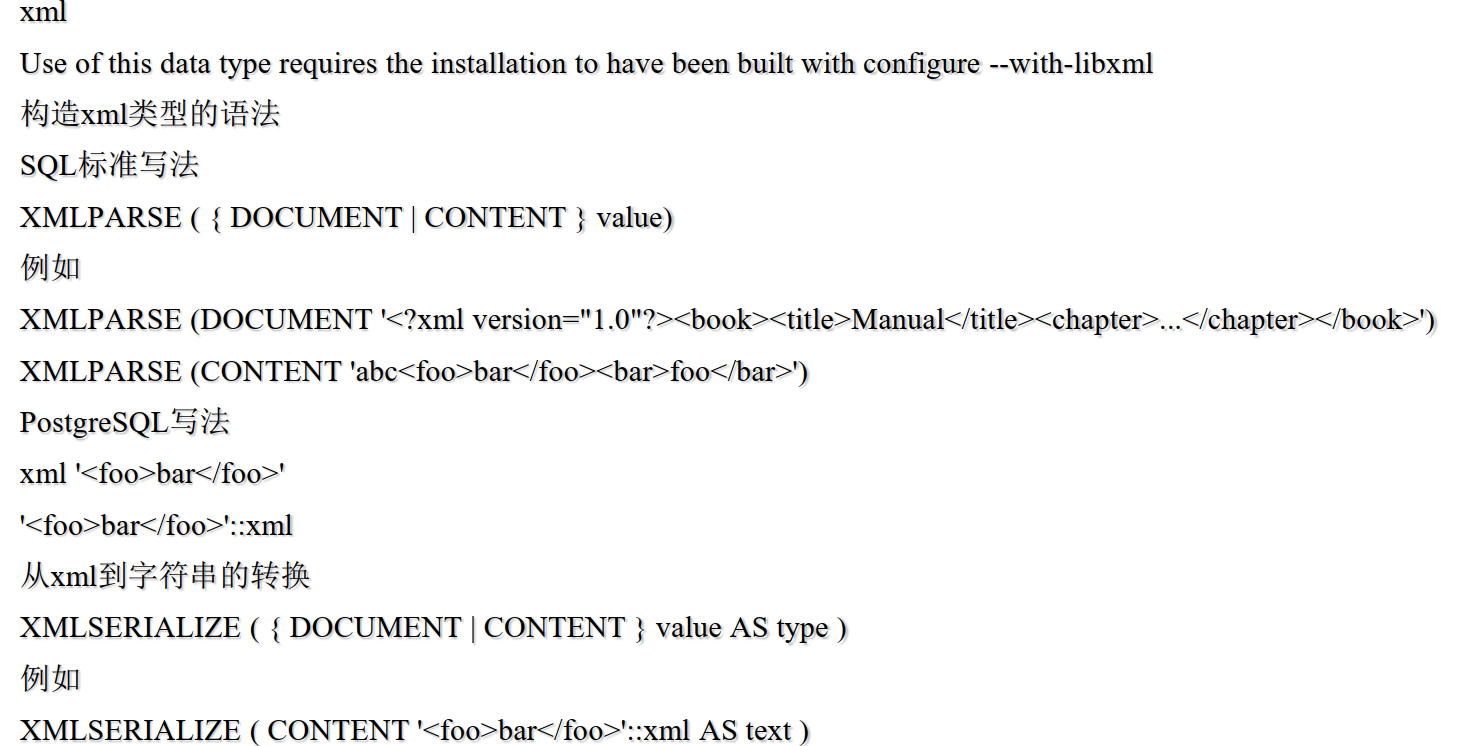 xml
Use of this data type requires the installation to have been built with configure --with-libxml
构造xml类型的语法
SQL标准写法
XMLPARSE ( { DOCUMENT | CONTENT } value)
例如
XMLPARSE (DOCUMENT '<?xml version="1.0"?><book><title>Manual</title><chapter>...</chapter></book>')
XMLPARSE (CONTENT 'abc<foo>bar</foo><bar>foo</bar>')
PostgreSQL写法
xml '<foo>bar</foo>'
'<foo>bar</foo>'::xml
从xml到字符串的转换
XMLSERIALIZE ( { DOCUMENT | CONTENT } value AS type )
例如
XMLSERIALIZE ( CONTENT '<foo>bar</foo>'::xml AS text )